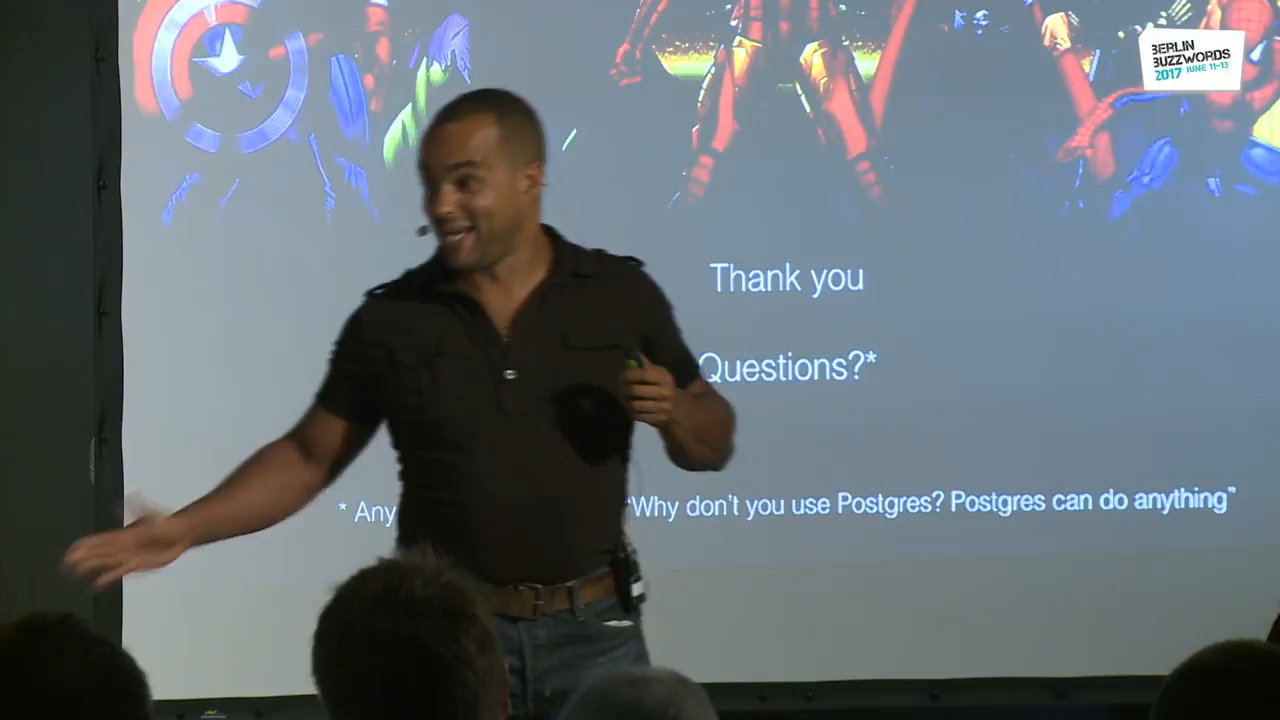 BERLIN
BUZZWORDS
2017 JUNE 11-13
Thank you
Questions?*
* Any
"Why don't you use Postgres? Postgres can do anything"